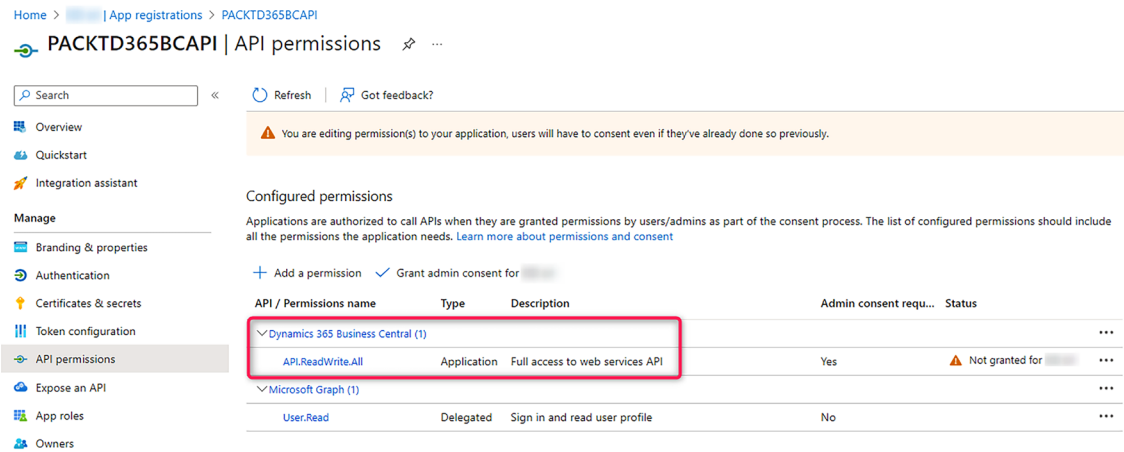 Home > | App registrations > PACKTD365BCAPI
PACKTD365BCAPI | API permissions ...
Search «
Refresh | Got feedback?
Overview
Quickstart
Integration assistant
Manage
Branding & properties
Authentication
Certificates & secrets
Token configuration
API permissions
Expose an API
App roles
Owners
You are editing permission(s) to your application, users will have to consent even if they've already done so previously.
Configured permissions
Applications are authorized to call APIs when they are granted permissions by users/admins as part of the consent process. The list of configured permissions should include
all the permissions the application needs. Learn more about permissions and consent
Add a permission Grant admin consent for
API / Permissions name Type Description Admin consent requ... Status
Dynamics 365 Business Central (1) ...
API.ReadWrite.All Application Full access to web services API Yes Not granted for ...
Microsoft Graph (1) ...
User.Read Delegated Sign in and read user profile No ...